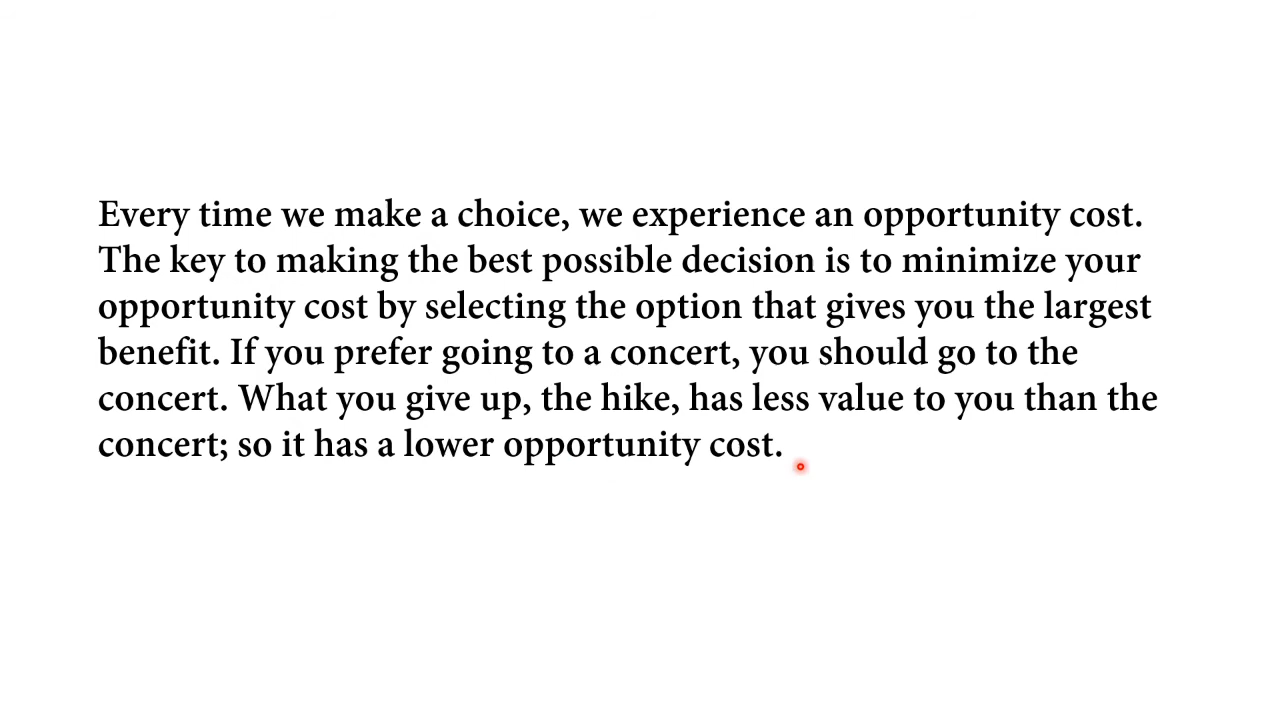 Every time we make a choice, we experience an opportunity cost.
The key to making the best possible decision is to minimize your
opportunity cost by selecting the option that gives you the largest
benefit. If you prefer going to a concert, you should go to the
concert. What you give up, the hike, has less value to you than the
concert; so it has a lower opportunity cost.